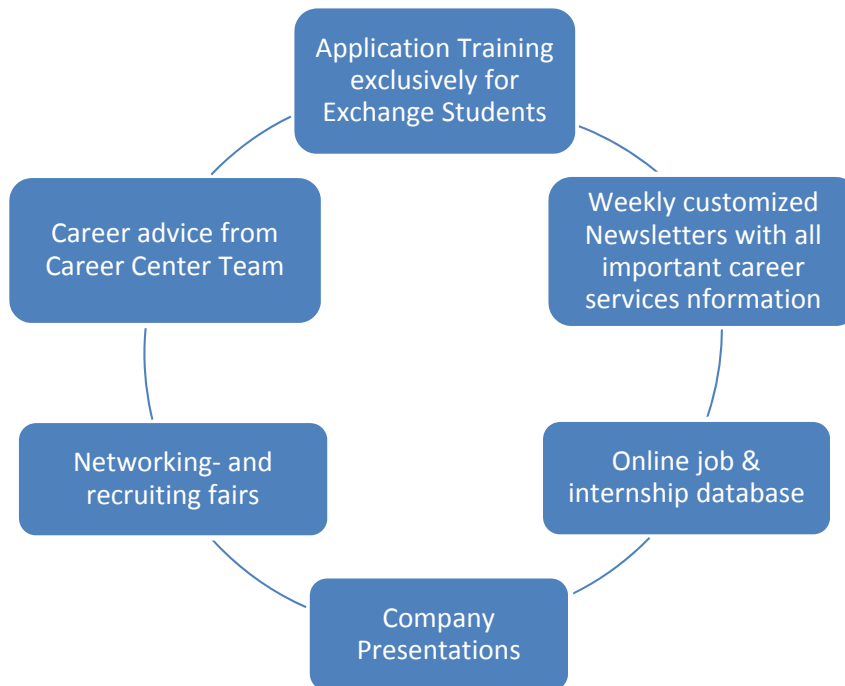 Application Training
exclusively for
Exchange Students
Weekly customized
Newsletters with all
important career
services nformation
Online job &
internship database
Company
Presentations
Networking- and
recruiting fairs
Career advice from
Career Center Team